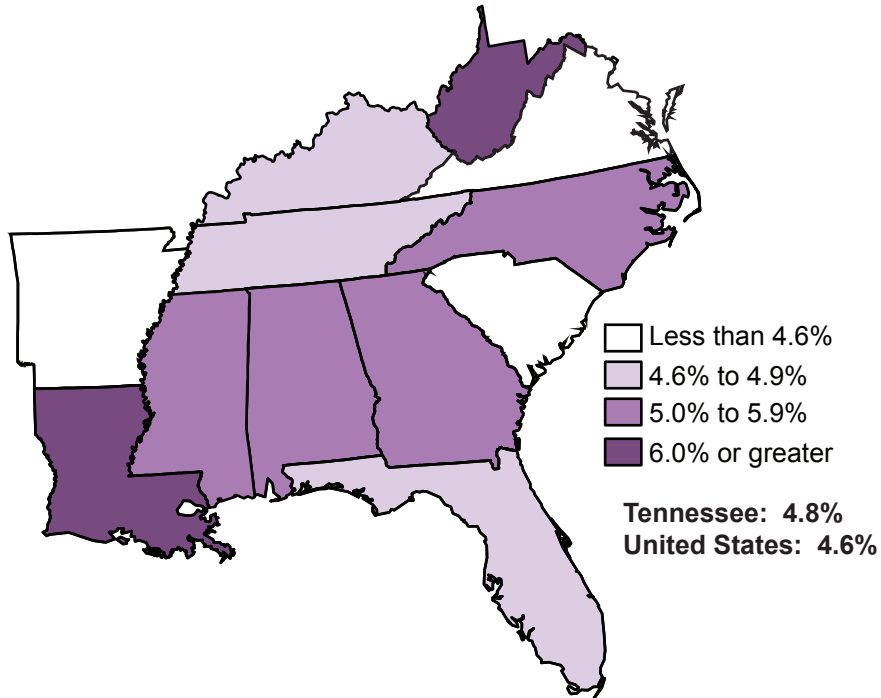 Less than 4.6%
4.6% to 4.9%
5.0% to 5.9%
6.0% or greater
Tennessee: 4.8%
United States: 4.6%